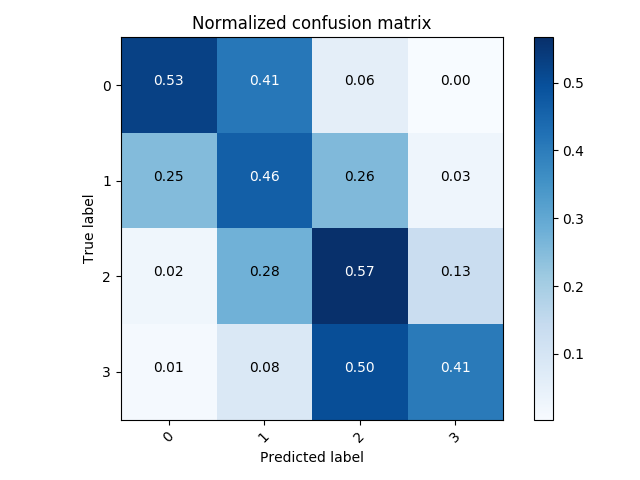 Normalized confusion matrix
0 0.53 0.41 0.06 0.00
1 0.25 0.46 0.26 0.03
2 0.02 0.28 0.57 0.13
3 0.01 0.08 0.50 0.41
0 1 2 3
True label
Predicted label
0.5
0.4
0.3
0.2
0.1